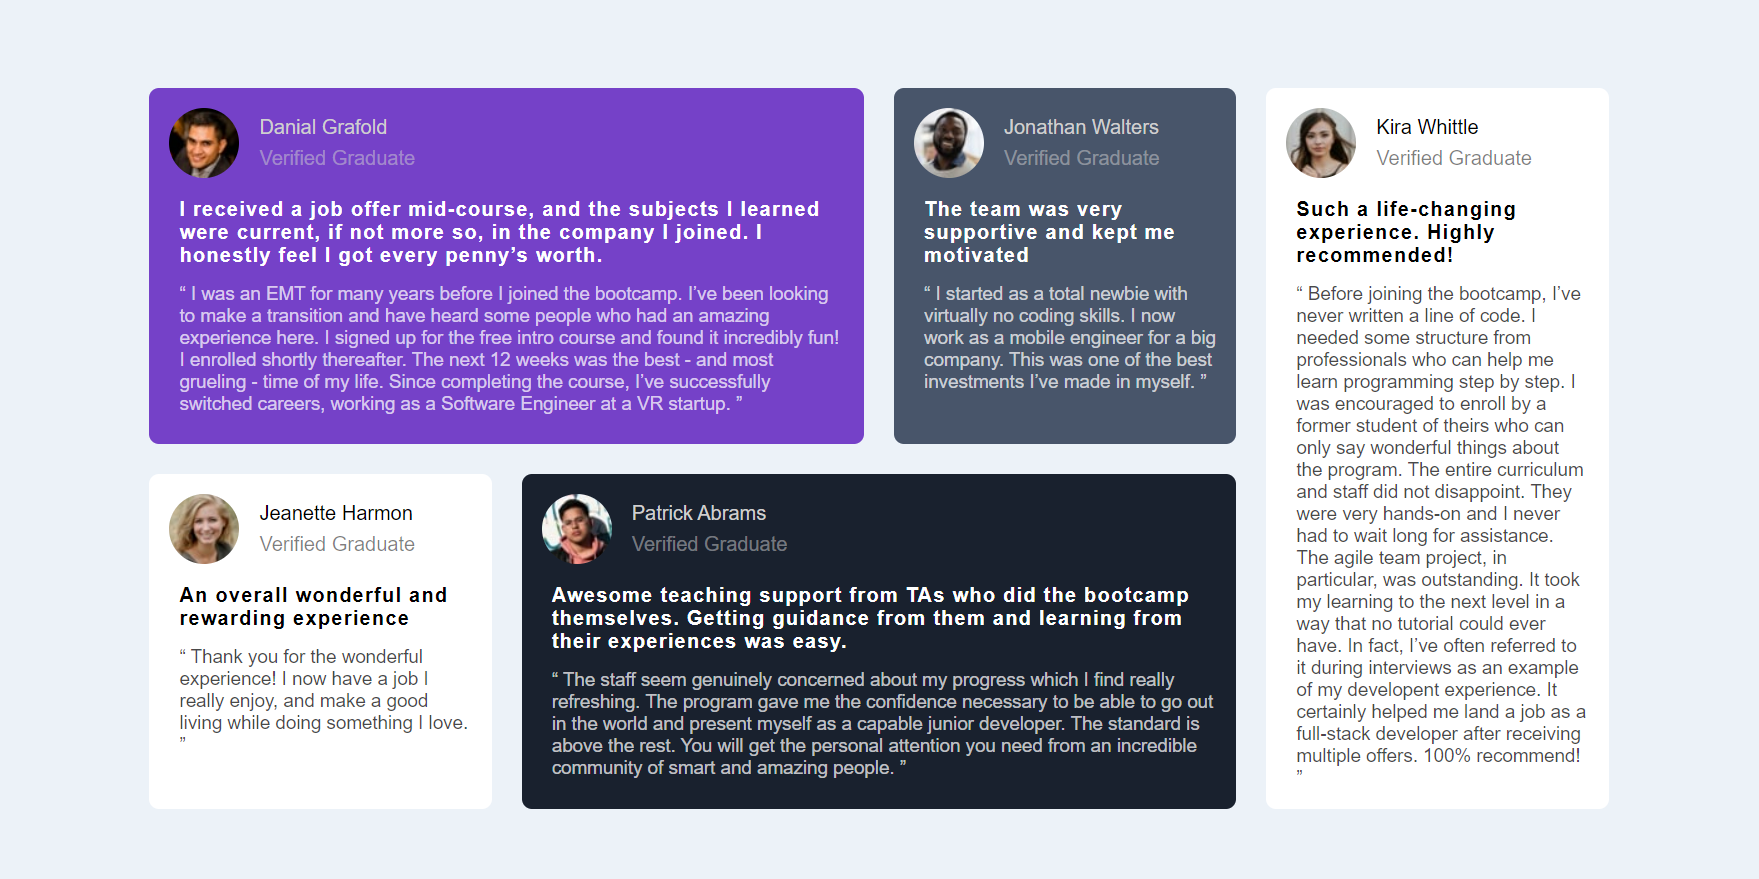 Danial Grafold
Verified Graduate
I received a job offer mid-course, and the subjects I learned
were current, if not more so, in the company I joined. I
honestly feel I got every penny’s worth.
“ I was an EMT for many years before I joined the bootcamp. I’ve been looking
to make a transition and have heard some people who had an amazing
experience here. I signed up for the free intro course and found it incredibly fun!
I enrolled shortly thereafter. The next 12 weeks was the best - and most
grueling - time of my life. Since completing the course, I’ve successfully
switched careers, working as a Software Engineer at a VR startup. ”
Jonathan Walters
Verified Graduate
The team was very
supportive and kept me
motivated
“ I started as a total newbie with
virtually no coding skills. I now
work as a mobile engineer for a big
company. This was one of the best
investments I’ve made in myself. ”
Kira Whittle
Verified Graduate
Such a life-changing
experience. Highly
recommended!
“ Before joining the bootcamp, I’ve
never written a line of code. I
needed some structure from
professionals who can help me
learn programming step by step. I
was encouraged to enroll by a
former student of theirs who can
only say wonderful things about
the program. The entire curriculum
and staff did not disappoint. They
were very hands-on and I never
had to wait long for assistance.
The agile team project, in
particular, was outstanding. It took
my learning to the next level in a
way that no tutorial could ever
have. In fact, I’ve often referred to
it during interviews as an example
of my developent experience. It
certainly helped me land a job as a
full-stack developer after receiving
multiple offers. 100% recommend!
”
Jeanette Harmon
Verified Graduate
An overall wonderful and
rewarding experience
“ Thank you for the wonderful
experience! I now have a job I
really enjoy, and make a good
living while doing something I love.
”
Patrick Abrams
Verified Graduate
Awesome teaching support from TAs who did the bootcamp
themselves. Getting guidance from them and learning from
their experiences was easy.
“ The staff seem genuinely concerned about my progress which I find really
refreshing. The program gave me the confidence necessary to be able to go out
in the world and present myself as a capable junior developer. The standard is
above the rest. You will get the personal attention you need from an incredible
community of smart and amazing people. ”